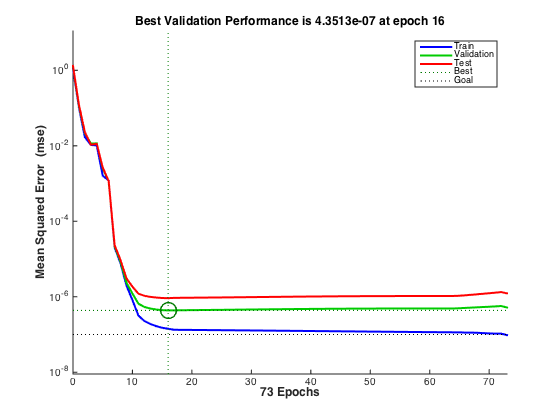 Best Validation Performance is 4.3513e-07 at epoch 16
Train
Validation
Test
Best
Goal
10^0
10^-2
10^-4
10^-6
10^-8
Mean Squared Error (mse)
0 10 20 30 40 50 60 70
73 Epochs